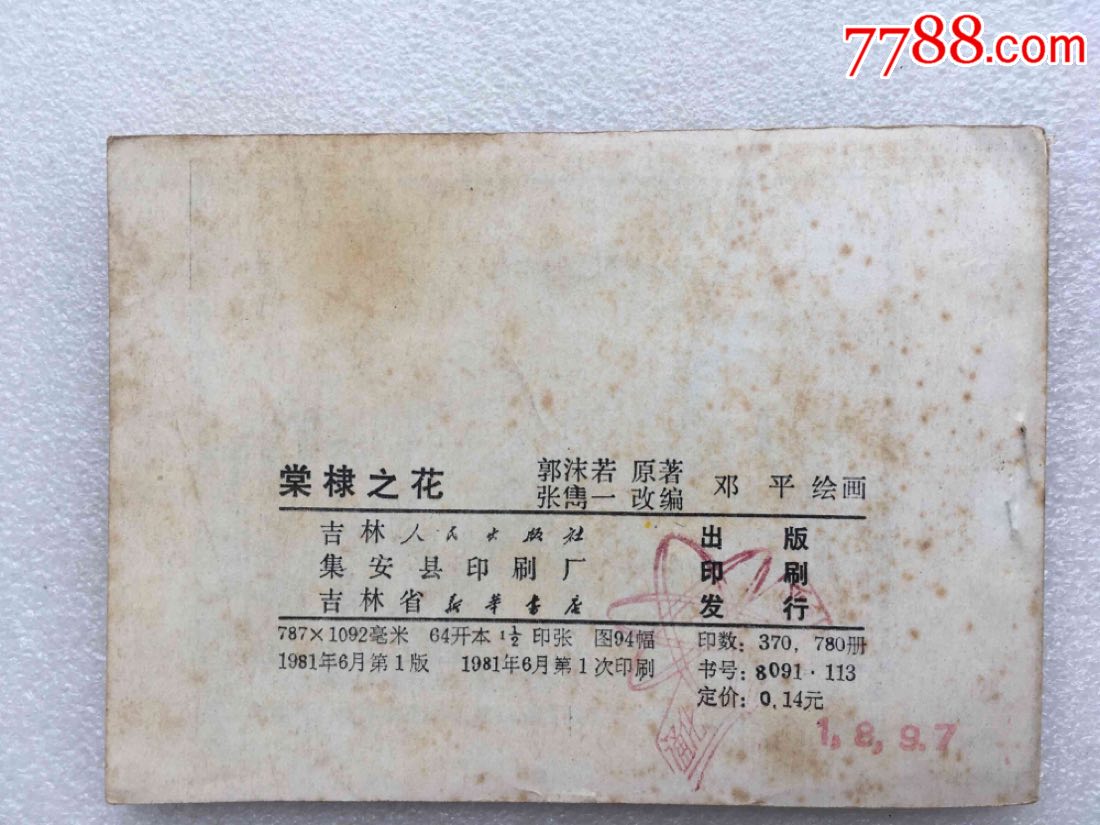 7788.com
棠棣之花 郭沫若 原著 张雋一 改编 邓 平 绘画
吉林人民出版社 出 版
集安县印刷厂 印 刷
吉林省新华书店 发 行
787×1092毫米 64开本 1½ 印张 图94幅 印数：370，780册
1981年6月第1版 1981年6月第1次印刷 书号：8091·113
定价：0.14元
1,8,9.7